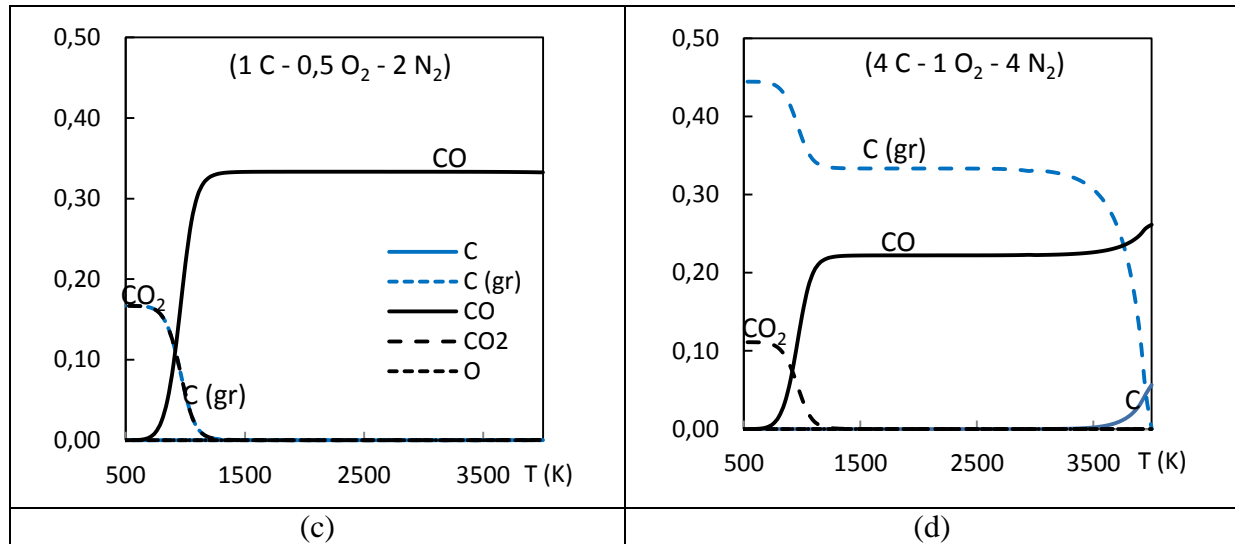 (1 C - 0,5 O₂ - 2 N₂)
0,50
0,40
0,30
0,20
0,10
0,00
CO
CO₂
C (gr)
C
C (gr)
CO
CO2
O
500
1500
2500
3500
T (K)
(c)
(4 C - 1 O₂ - 4 N₂)
0,50
0,40
0,30
0,20
0,10
0,00
C (gr)
CO
CO₂
C
500
1500
2500
3500
T (K)
(d)